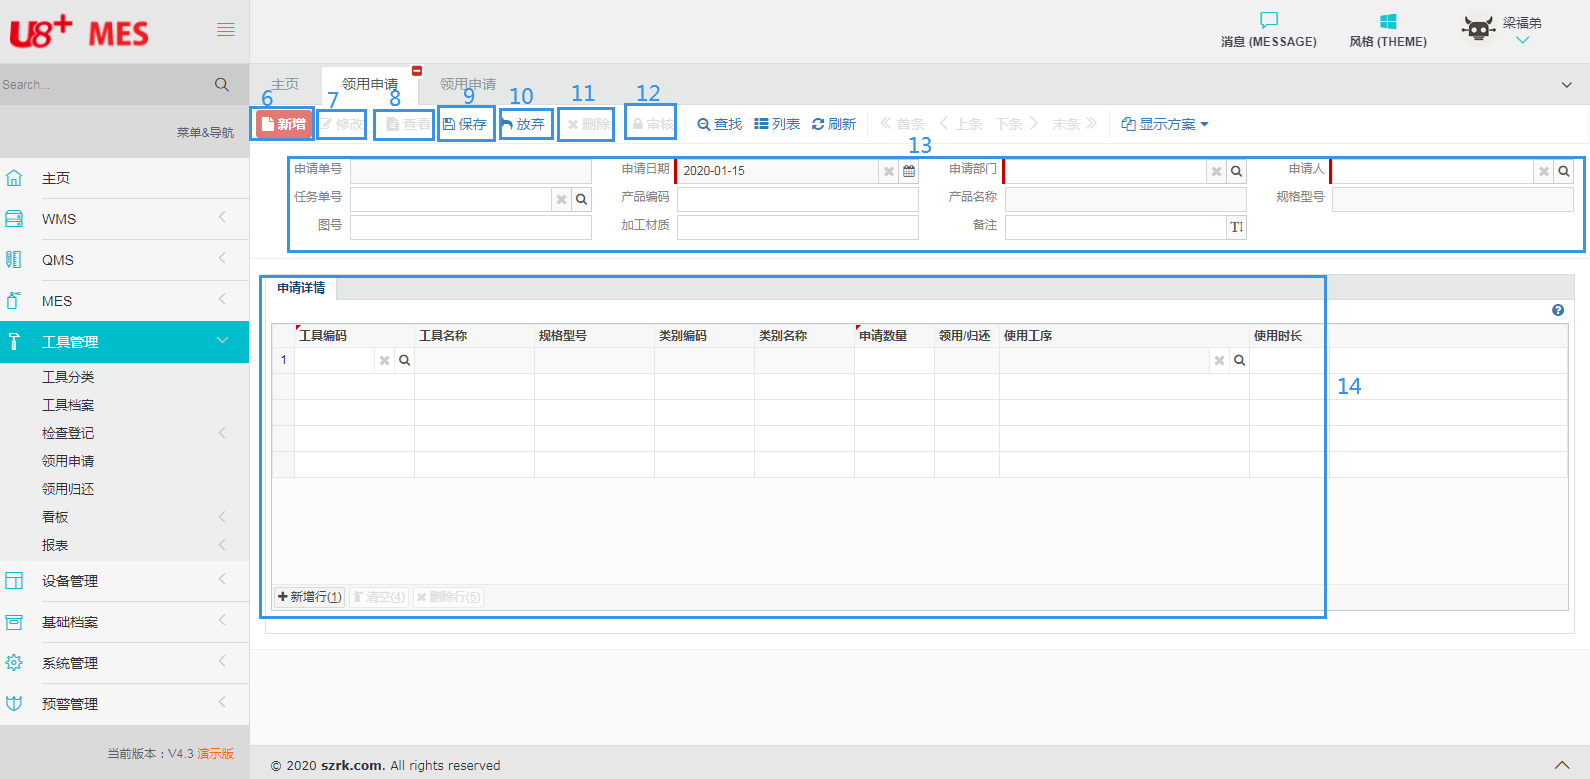 U8+ MES
消息 (MESSAGE)
风格 (THEME)
梁福弟
Search...
主页
领用申请
领用申请
菜单&导航
6
7
8
9
10
11
12
新增
修改
查看
保存
放弃
删除
审核
查找
列表
刷新
首条
上条
下条
末条
显示方案
13
申请单号
申请日期
2020-01-15
申请部门
申请人
任务单号
产品编码
产品名称
规格型号
图号
加工材质
备注
T!
主页
WMS
QMS
MES
工具管理
工具分类
工具档案
检查登记
领用申请
领用归还
看板
报表
设备管理
基础档案
系统管理
预警管理
当前版本：V4.3 演示版
申请详情
工具编码
工具名称
规格型号
类别编码
类别名称
申请数量
领用/归还
使用工序
使用时长
1
14
新增行(1)
清空(4)
删除行(5)
© 2020 szrk.com. All rights reserved